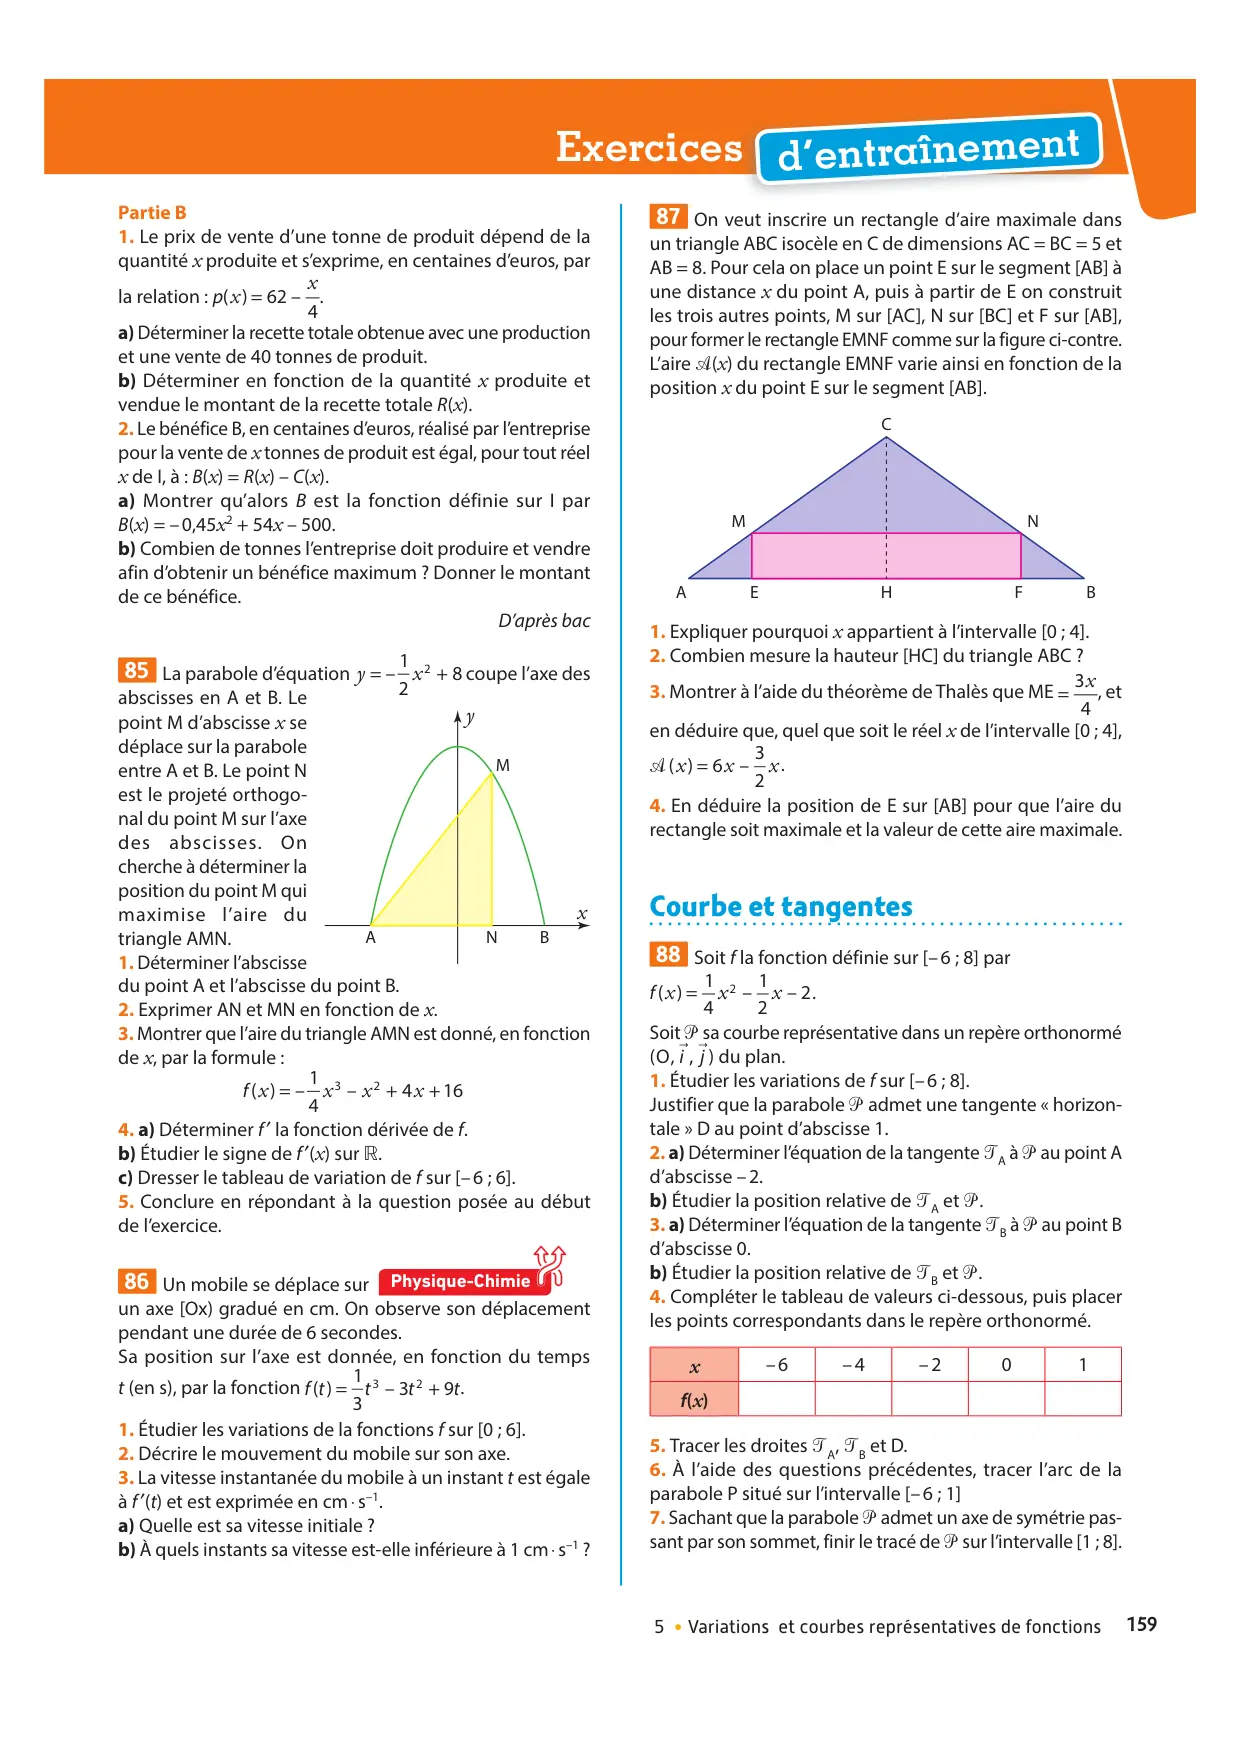 Exercices d'entraînement
Partie B
1. Le prix de vente d'une tonne de produit dépend de la
quantité x produite et s'exprime, en centaines d'euros, par
la relation : p(x) = 62 – x/4.
a) Déterminer la recette totale obtenue avec une production
et une vente de 40 tonnes de produit.
b) Déterminer en fonction de la quantité x produite et
vendue le montant de la recette totale R(x).
2. Le bénéfice B, en centaines d'euros, réalisé par l'entreprise
pour la vente de x tonnes de produit est égal, pour tout réel
x de I, à : B(x) = R(x) – C(x).
a) Montrer qu'alors B est la fonction définie sur I par
B(x) = – 0,45x² + 54x – 500.
b) Combien de tonnes l'entreprise doit produire et vendre
afin d'obtenir un bénéfice maximum ? Donner le montant
de ce bénéfice.
D'après bac
85 La parabole d'équation y = –1/2 x² + 8 coupe l'axe des
abscisses en A et B. Le
point M d'abscisse x se
déplace sur la parabole
entre A et B. Le point N
est le projeté orthogo-
nal du point M sur l'axe
des abscisses. On
cherche à déterminer la
position du point M qui
maximise l'aire du
triangle AMN.
y
M
x
A N B
1. Déterminer l'abscisse
du point A et l'abscisse du point B.
2. Exprimer AN et MN en fonction de x.
3. Montrer que l'aire du triangle AMN est donné, en fonction
de x, par la formule :
f(x) = –1/4 x³ – x² + 4x + 16
4. a) Déterminer f′ la fonction dérivée de f.
b) Étudier le signe de f′(x) sur ℝ.
c) Dresser le tableau de variation de f sur [– 6 ; 6].
5. Conclure en répondant à la question posée au début
de l'exercice.
86 Un mobile se déplace sur Physique-Chimie
un axe [Ox) gradué en cm. On observe son déplacement
pendant une durée de 6 secondes.
Sa position sur l'axe est donnée, en fonction du temps
t (en s), par la fonction f(t) = 1/3 t³ – 3t² + 9t.
1. Étudier les variations de la fonctions f sur [0 ; 6].
2. Décrire le mouvement du mobile sur son axe.
3. La vitesse instantanée du mobile à un instant t est égale
à f′(t) et est exprimée en cm · s⁻¹.
a) Quelle est sa vitesse initiale ?
b) À quels instants sa vitesse est-elle inférieure à 1 cm · s⁻¹ ?
87 On veut inscrire un rectangle d'aire maximale dans
un triangle ABC isocèle en C de dimensions AC = BC = 5 et
AB = 8. Pour cela on place un point E sur le segment [AB] à
une distance x du point A, puis à partir de E on construit
les trois autres points, M sur [AC], N sur [BC] et F sur [AB],
pour former le rectangle EMNF comme sur la figure ci-contre.
L'aire 𝒜(x) du rectangle EMNF varie ainsi en fonction de la
position x du point E sur le segment [AB].
C
M N
A E H F B
1. Expliquer pourquoi x appartient à l'intervalle [0 ; 4].
2. Combien mesure la hauteur [HC] du triangle ABC ?
3. Montrer à l'aide du théorème de Thalès que ME = 3x/4, et
en déduire que, quel que soit le réel x de l'intervalle [0 ; 4],
𝒜(x) = 6x – 3/2 x.
4. En déduire la position de E sur [AB] pour que l'aire du
rectangle soit maximale et la valeur de cette aire maximale.
Courbe et tangentes
88 Soit f la fonction définie sur [– 6 ; 8] par
f(x) = 1/4 x² – 1/2 x – 2.
Soit 𝒫 sa courbe représentative dans un repère orthonormé
(O, i⃗, j⃗) du plan.
1. Étudier les variations de f sur [– 6 ; 8].
Justifier que la parabole 𝒫 admet une tangente « horizon-
tale » D au point d'abscisse 1.
2. a) Déterminer l'équation de la tangente 𝒯A à 𝒫 au point A
d'abscisse – 2.
b) Étudier la position relative de 𝒯A et 𝒫.
3. a) Déterminer l'équation de la tangente 𝒯B à 𝒫 au point B
d'abscisse 0.
b) Étudier la position relative de 𝒯B et 𝒫.
4. Compléter le tableau de valeurs ci-dessous, puis placer
les points correspondants dans le repère orthonormé.
x – 6 – 4 – 2 0 1
f(x)
5. Tracer les droites 𝒯A, 𝒯B et D.
6. À l'aide des questions précédentes, tracer l'arc de la
parabole P situé sur l'intervalle [– 6 ; 1]
7. Sachant que la parabole 𝒫 admet un axe de symétrie pas-
sant par son sommet, finir le tracé de 𝒫 sur l'intervalle [1 ; 8].
5 • Variations et courbes représentatives de fonctions 159